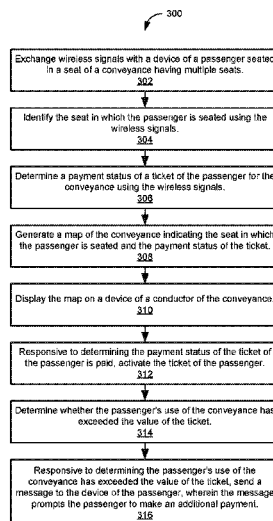 300
Exchange wireless signals with a device of a passenger seated
in a seat of a conveyance having multiple seats.
302
Identify the seat in which the passenger is seated using the
wireless signals.
304
Determine a payment status of a ticket of the passenger for the
conveyance using the wireless signals.
306
Generate a map of the conveyance indicating the seat in which
the passenger is seated and the payment status of the ticket.
308
Display the map on a device of a conductor of the conveyance.
310
Responsive to determining the payment status of the ticket of
the passenger is paid, activate the ticket of the passenger.
312
Determine whether the passenger's use of the conveyance has
exceeded the value of the ticket.
314
Responsive to determining the passenger's use of the
conveyance has exceeded the value of the ticket, send a
message to the device of the passenger, wherein the message
prompts the passenger to make an additional payment.
316